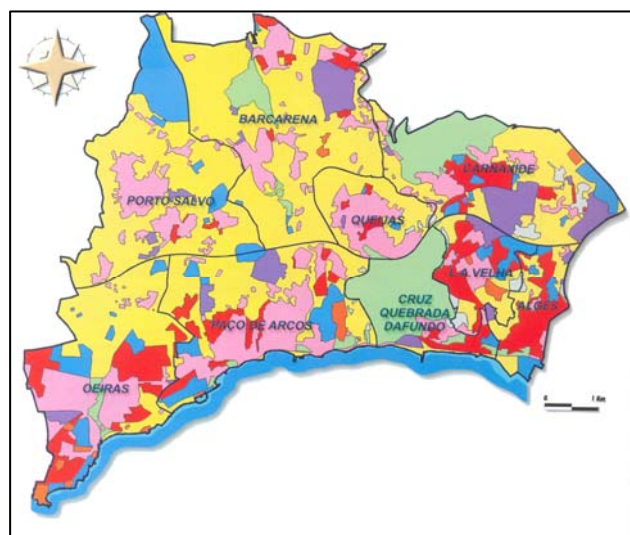 BARCARENA
CARNAXIDE
PORTO SALVO
QUEIJAS
L.A.VELHA
CRUZ
QUEBRADA
DAFUNDO
ALGÉS
PAÇO DE ARCOS
OEIRAS
0 1 Km